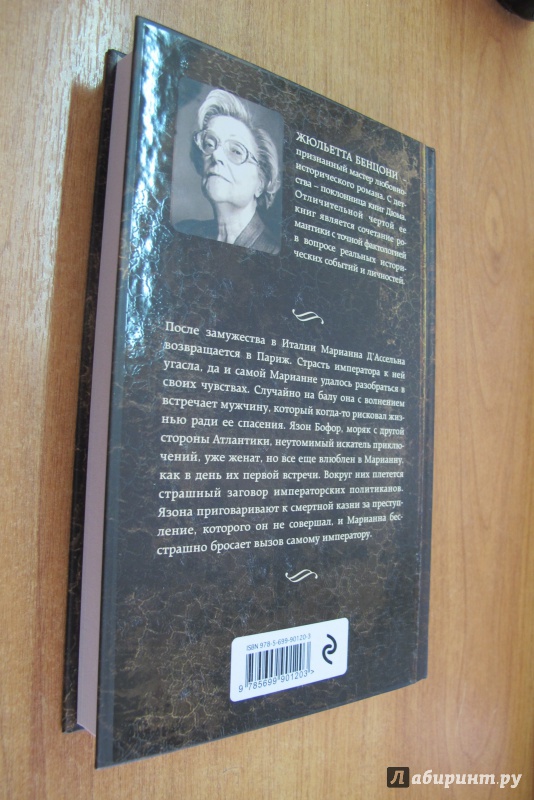 ЖЮЛЬЕТТА БЕНЦОНИ –
признанный мастер любовно-
исторического романа. С дет-
ства – поклонница книг Дюма.
Отличительной чертой ее
книг является сочетание ро-
мантики с точной фактологией
в вопросе реальных истори-
ческих событий и личностей.
После замужества в Италии Марианна Д'Ассельна
возвращается в Париж. Страсть императора к ней
угасла, да и самой Марианне удалось разобраться в
своих чувствах. Случайно на балу она с волнением
встречает мужчину, который когда-то рисковал жиз-
нью ради ее спасения. Язон Бофор, моряк с другой
стороны Атлантики, неутомимый искатель приклю-
чений, уже женат, но все еще влюблен в Марианну,
как в день их первой встречи. Вокруг них плетется
страшный заговор императорских политиканов.
Язона приговаривают к смертной казни за преступ-
ление, которого он не совершал, и Марианна бес-
страшно бросает вызов самому императору.
ISBN 978-5-699-90120-3
9 785699 901203 >
Лабиринт.ру